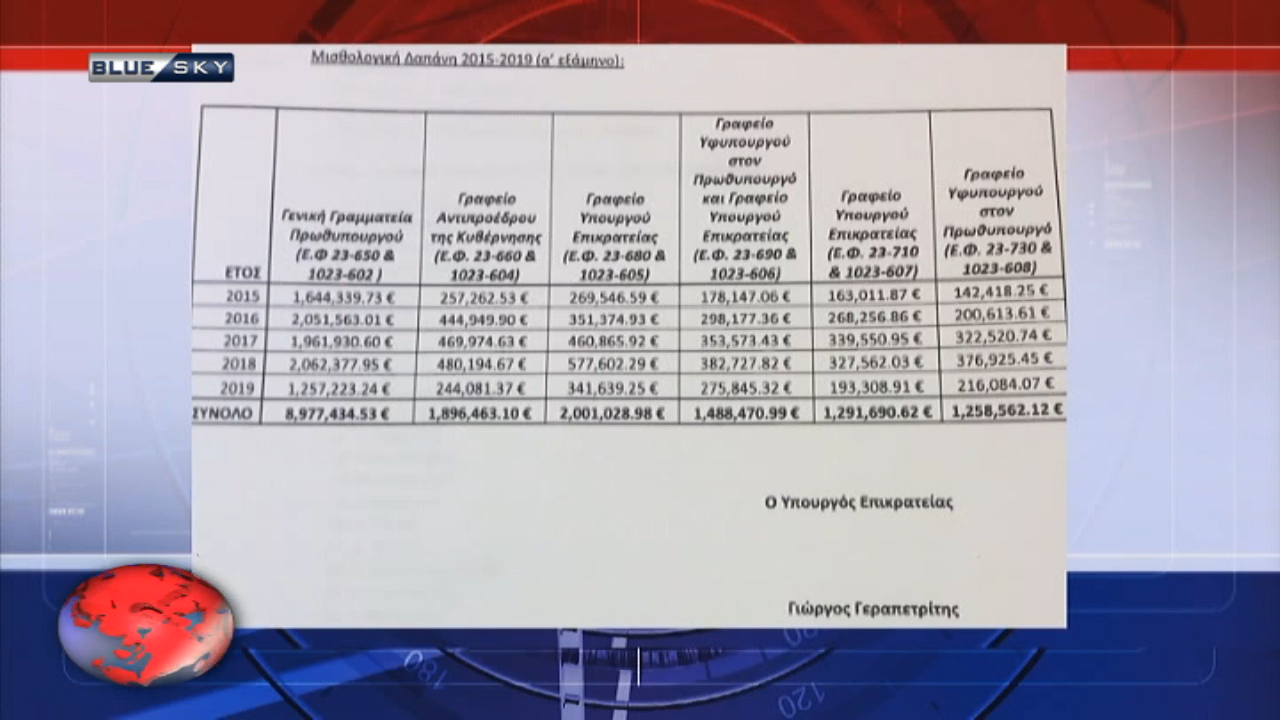 BLUE SKY
Μισθολογική Δαπάνη 2015-2019 (α' εξάμηνο):
ΕΤΟΣ
Γενική Γραμματεία
Πρωθυπουργού
(Ε.Φ 23-650 &
1023-602 )
Γραφείο
Αντιπροέδρου
της Κυβέρνησης
(Ε.Φ. 23-660 &
1023-604)
Γραφείο
Υπουργού
Επικρατείας
(Ε.Φ. 23-680 &
1023-605)
Γραφείο
Υφυπουργού
στον
Πρωθυπουργό
και Γραφείο
Υπουργού
Επικρατείας
(Ε.Φ. 23-690 &
1023-606)
Γραφείο
Υπουργού
Επικρατείας
(Ε.Φ. 23-710
& 1023-607)
Γραφείο
Υφυπουργού
στον
Πρωθυπουργό
(Ε.Φ. 23-730 &
1023-608)
2015 1,644,339.73 € 257,262.53 € 269,546.59 € 178,147.06 € 163,011.87 € 142,418.25 €
2016 2,051,563.01 € 444,949.90 € 351,374.93 € 298,177.36 € 268,256.86 € 200,613.61 €
2017 1,961,930.60 € 469,974.63 € 460,865.92 € 353,573.43 € 339,550.95 € 322,520.74 €
2018 2,062,377.95 € 480,194.67 € 577,602.29 € 382,727.82 € 327,562.03 € 376,925.45 €
2019 1,257,223.24 € 244,081.37 € 341,639.25 € 275,845.32 € 193,308.91 € 216,084.07 €
ΣΥΝΟΛΟ 8,977,434.53 € 1,896,463.10 € 2,001,028.98 € 1,488,470.99 € 1,291,690.62 € 1,258,562.12 €
Ο Υπουργός Επικρατείας
Γιώργος Γεραπετρίτης
180
120